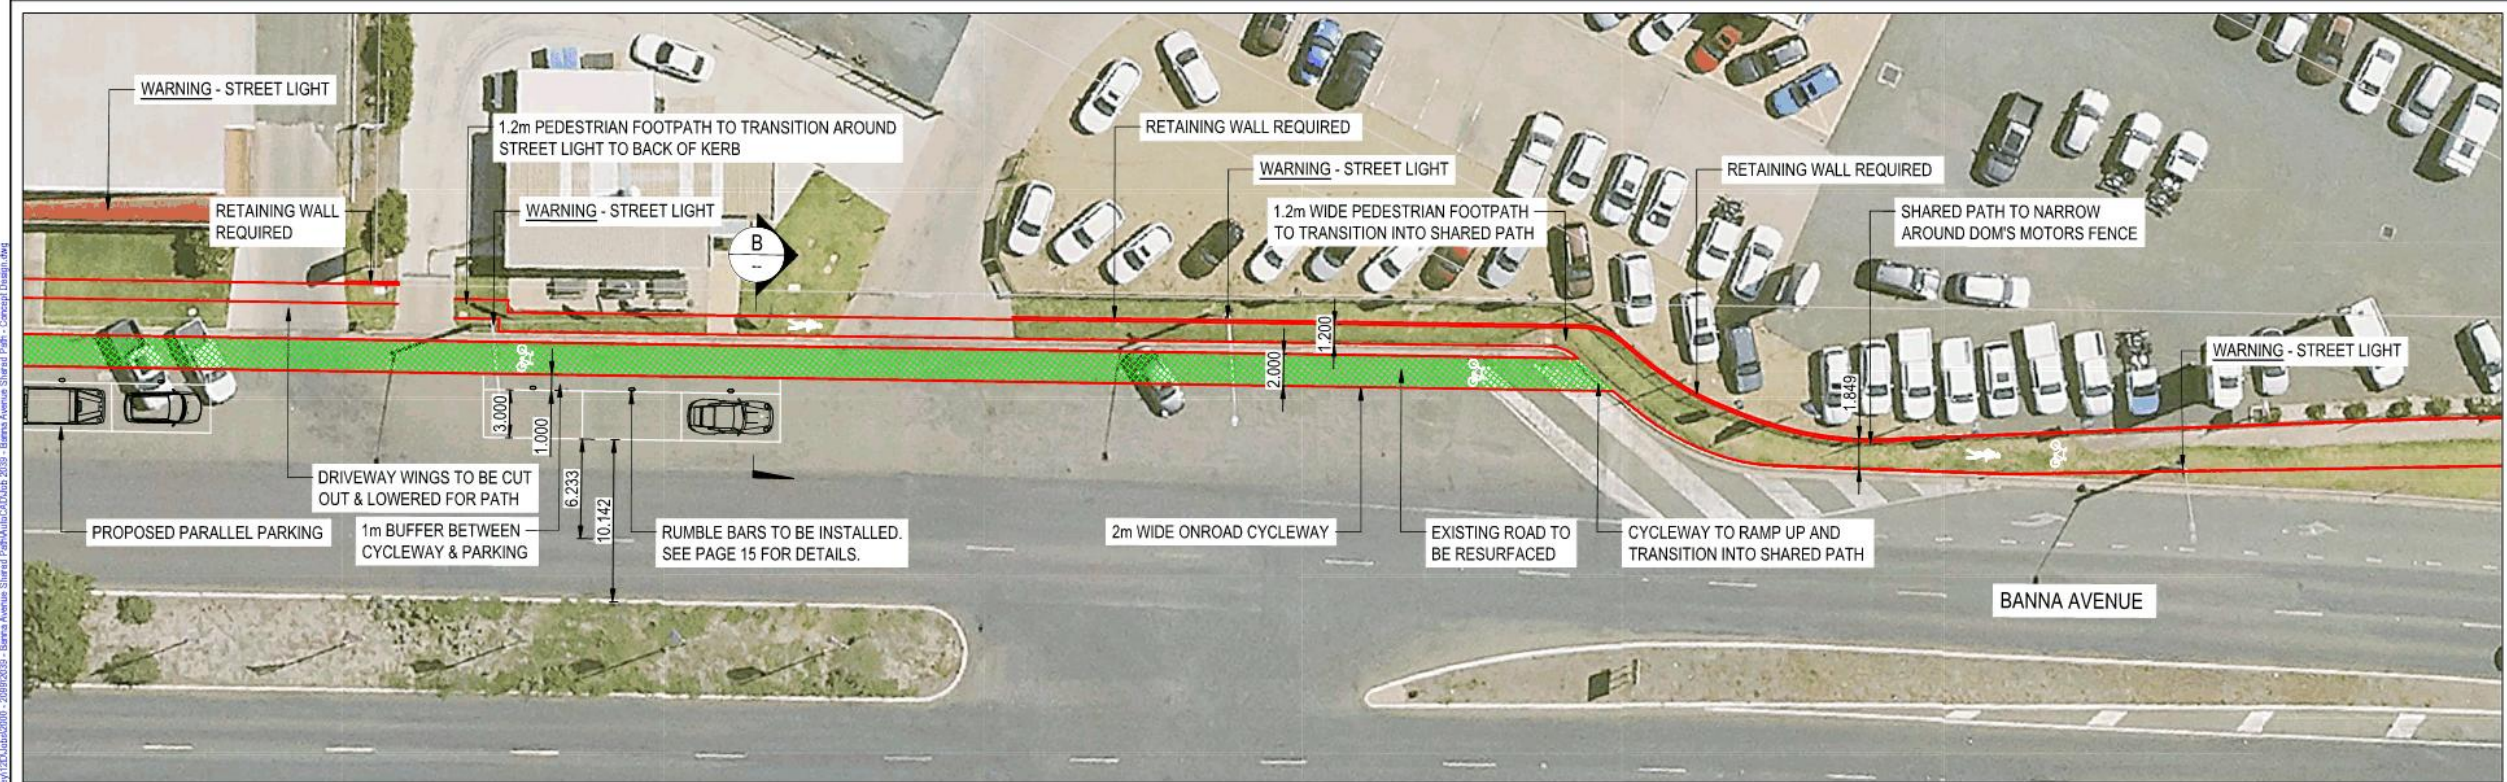 WARNING - STREET LIGHT
1.2m PEDESTRIAN FOOTPATH TO TRANSITION AROUND
STREET LIGHT TO BACK OF KERB
RETAINING WALL REQUIRED
WARNING - STREET LIGHT
RETAINING WALL REQUIRED
RETAINING WALL
REQUIRED
WARNING - STREET LIGHT
1.2m WIDE PEDESTRIAN FOOTPATH
TO TRANSITION INTO SHARED PATH
SHARED PATH TO NARROW
AROUND DOM'S MOTORS FENCE
B
–
1.200
2.000
WARNING - STREET LIGHT
1.849
3.000
1.000
6.233
10.142
DRIVEWAY WINGS TO BE CUT
OUT & LOWERED FOR PATH
PROPOSED PARALLEL PARKING
1m BUFFER BETWEEN
CYCLEWAY & PARKING
RUMBLE BARS TO BE INSTALLED.
SEE PAGE 15 FOR DETAILS.
2m WIDE ONROAD CYCLEWAY
EXISTING ROAD TO
BE RESURFACED
CYCLEWAY TO RAMP UP AND
TRANSITION INTO SHARED PATH
BANNA AVENUE